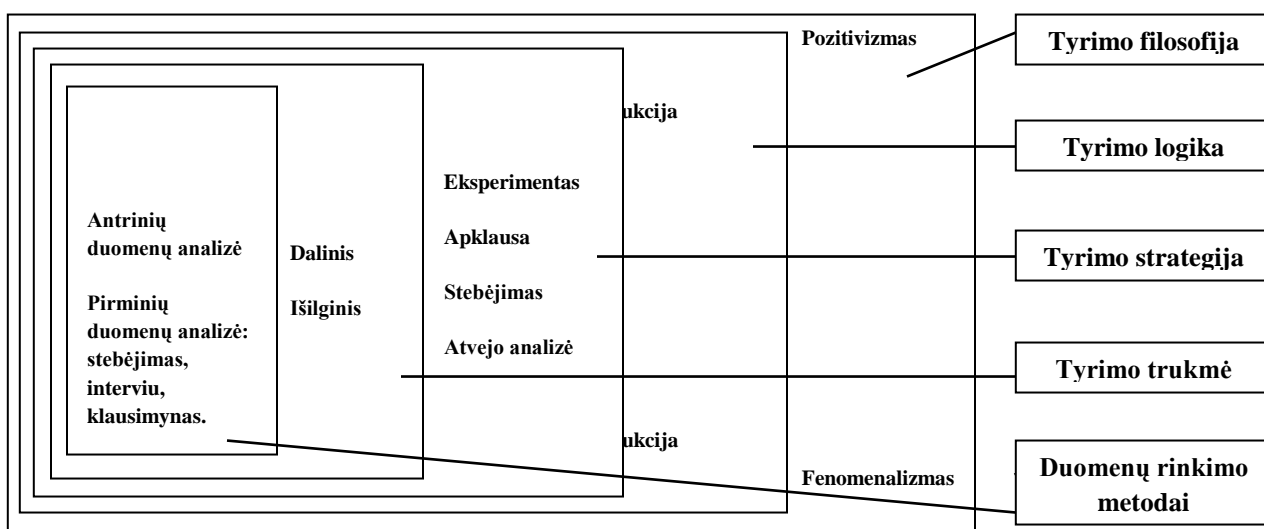 Pozitivizmas
ukcija
Eksperimentas
Apklausa
Stebėjimas
Atvejo analizė
ukcija
Fenomenalizmas
Dalinis
Išilginis
Antrinių
duomenų analizė
Pirminių
duomenų analizė:
stebėjimas,
interviu,
klausimynas.
Tyrimo filosofija
Tyrimo logika
Tyrimo strategija
Tyrimo trukmė
Duomenų rinkimo
metodai